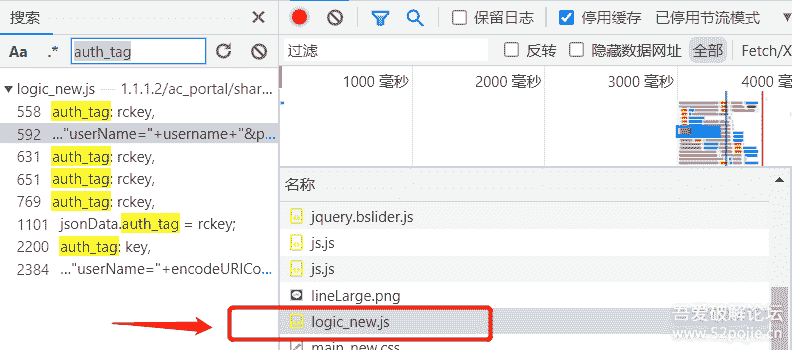 搜索
保留日志
停用缓存
已停用节流模式
Aa
.*
auth_tag
过滤
反转
隐藏数据网址
全部
Fetch/X
logic_new.js — 1.1.1.2/ac_portal/shar...
558 auth_tag: rckey,
592 ..."userName="+username+"&p...
631 auth_tag: rckey,
651 auth_tag: rckey,
769 auth_tag: rckey,
1101 jsonData.auth_tag = rckey;
2200 auth_tag: key,
2384 ..."userName="+encodeURICo...
1000 毫秒
2000 毫秒
3000 毫秒
4000 毫秒
名称
jquery.bslider.js
js.js
js.js
lineLarge.png
logic_new.js
main_new.css
吾爱破解论坛
www.52pojie.cn